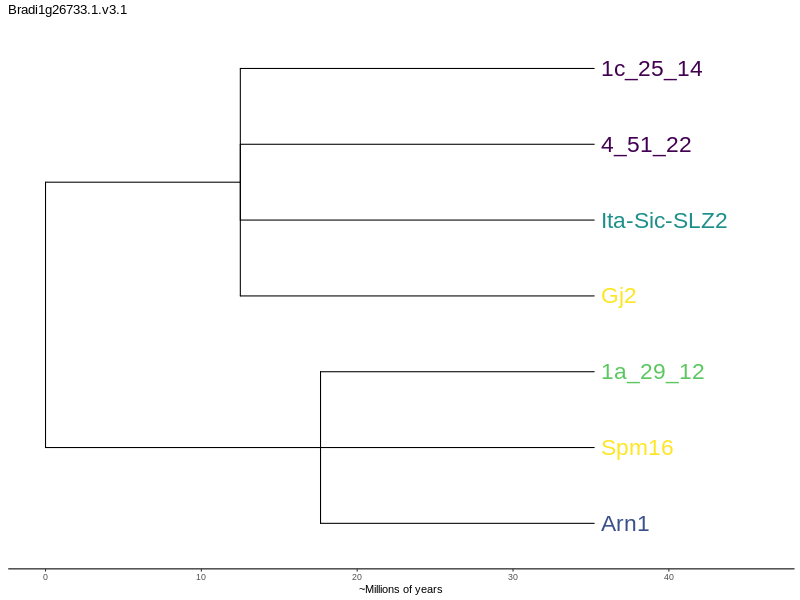 Bradi1g26733.1.v3.1
1c_25_14
4_51_22
Ita-Sic-SLZ2
Gj2
1a_29_12
Spm16
Arn1
0 10 20 30 40
~Millions of years